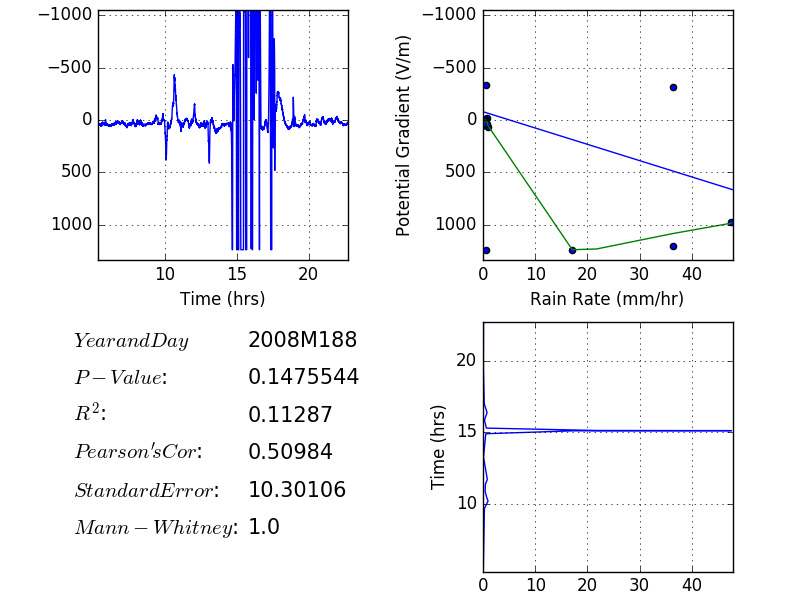 −1000
−500
0
500
1000
10 15 20
Time (hrs)
Potential Gradient (V/m)
−1000
−500
0
500
1000
0 10 20 30 40
Rain Rate (mm/hr)
YearandDay 2008M188
P−Value: 0.1475544
R²: 0.11287
Pearson'sCor: 0.50984
StandardError: 10.30106
Mann−Whitney: 1.0
Time (hrs)
20
15
10
0 10 20 30 40